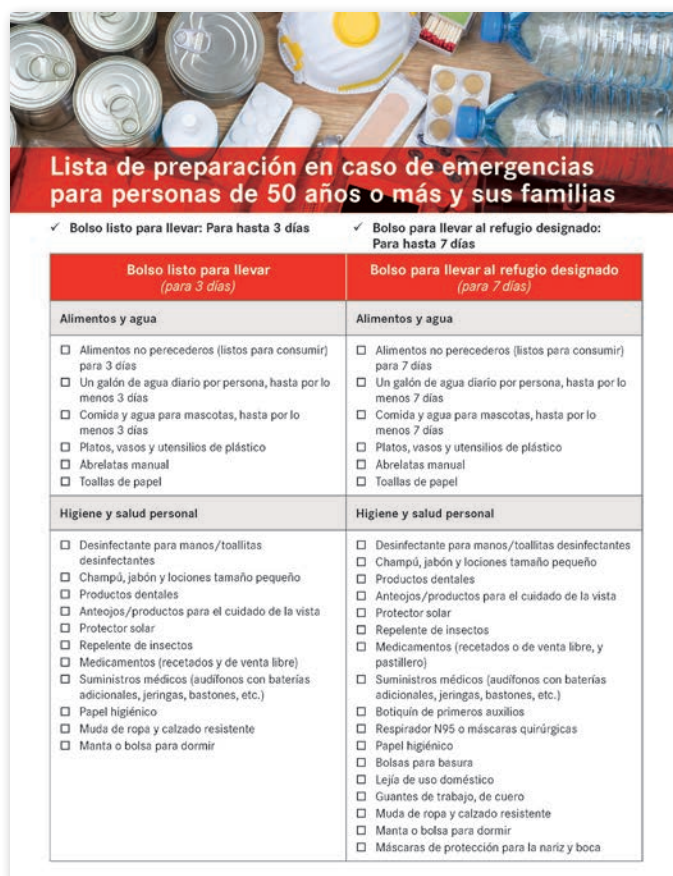 Lista de preparación en caso de emergencias
para personas de 50 años o más y sus familias
✓ Bolso listo para llevar: Para hasta 3 días
✓ Bolso para llevar al refugio designado:
Para hasta 7 días
Bolso listo para llevar
(para 3 días)
Bolso para llevar al refugio designado
(para 7 días)
Alimentos y agua
☐ Alimentos no perecederos (listos para consumir)
para 3 días
☐ Un galón de agua diario por persona, hasta por lo
menos 3 días
☐ Comida y agua para mascotas, hasta por lo
menos 3 días
☐ Platos, vasos y utensilios de plástico
☐ Abrelatas manual
☐ Toallas de papel
Alimentos y agua
☐ Alimentos no perecederos (listos para consumir)
para 7 días
☐ Un galón de agua diario por persona, hasta por lo
menos 7 días
☐ Comida y agua para mascotas, hasta por lo
menos 7 días
☐ Platos, vasos y utensilios de plástico
☐ Abrelatas manual
☐ Toallas de papel
Higiene y salud personal
☐ Desinfectante para manos/toallitas
desinfectantes
☐ Champú, jabón y lociones tamaño pequeño
☐ Productos dentales
☐ Anteojos/productos para el cuidado de la vista
☐ Protector solar
☐ Repelente de insectos
☐ Medicamentos (recetados y de venta libre)
☐ Suministros médicos (audífonos con baterías
adicionales, jeringas, bastones, etc.)
☐ Papel higiénico
☐ Muda de ropa y calzado resistente
☐ Manta o bolsa para dormir
Higiene y salud personal
☐ Desinfectante para manos/toallitas desinfectantes
☐ Champú, jabón y lociones tamaño pequeño
☐ Productos dentales
☐ Anteojos/productos para el cuidado de la vista
☐ Protector solar
☐ Repelente de insectos
☐ Medicamentos (recetados o de venta libre, y
pastillero)
☐ Suministros médicos (audífonos con baterías
adicionales, jeringas, bastones, etc.)
☐ Botiquín de primeros auxilios
☐ Respirador N95 o máscaras quirúrgicas
☐ Papel higiénico
☐ Bolsas para basura
☐ Lejía de uso doméstico
☐ Guantes de trabajo, de cuero
☐ Muda de ropa y calzado resistente
☐ Manta o bolsa para dormir
☐ Máscaras de protección para la nariz y boca